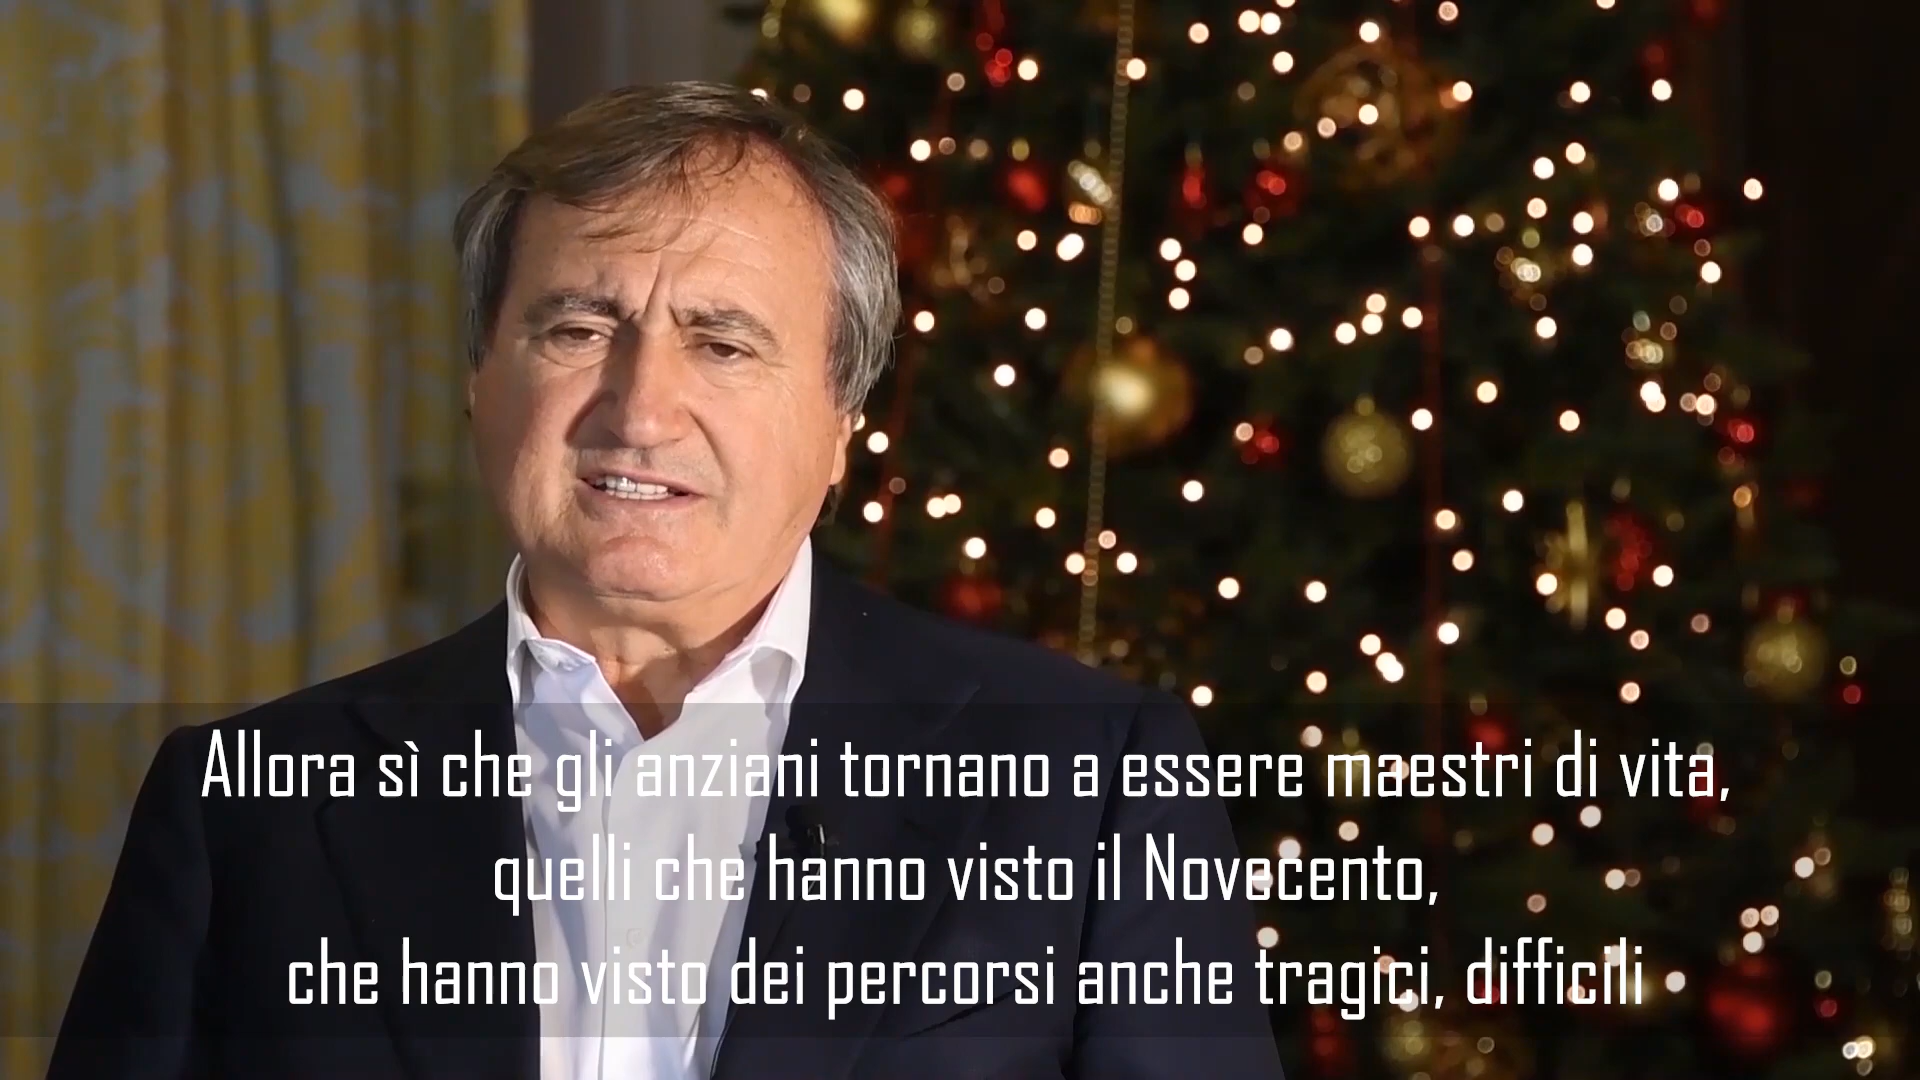 Allora sì che gli anziani tornano a essere maestri di vita,
quelli che hanno visto il Novecento,
che hanno visto dei percorsi anche tragici, difficili